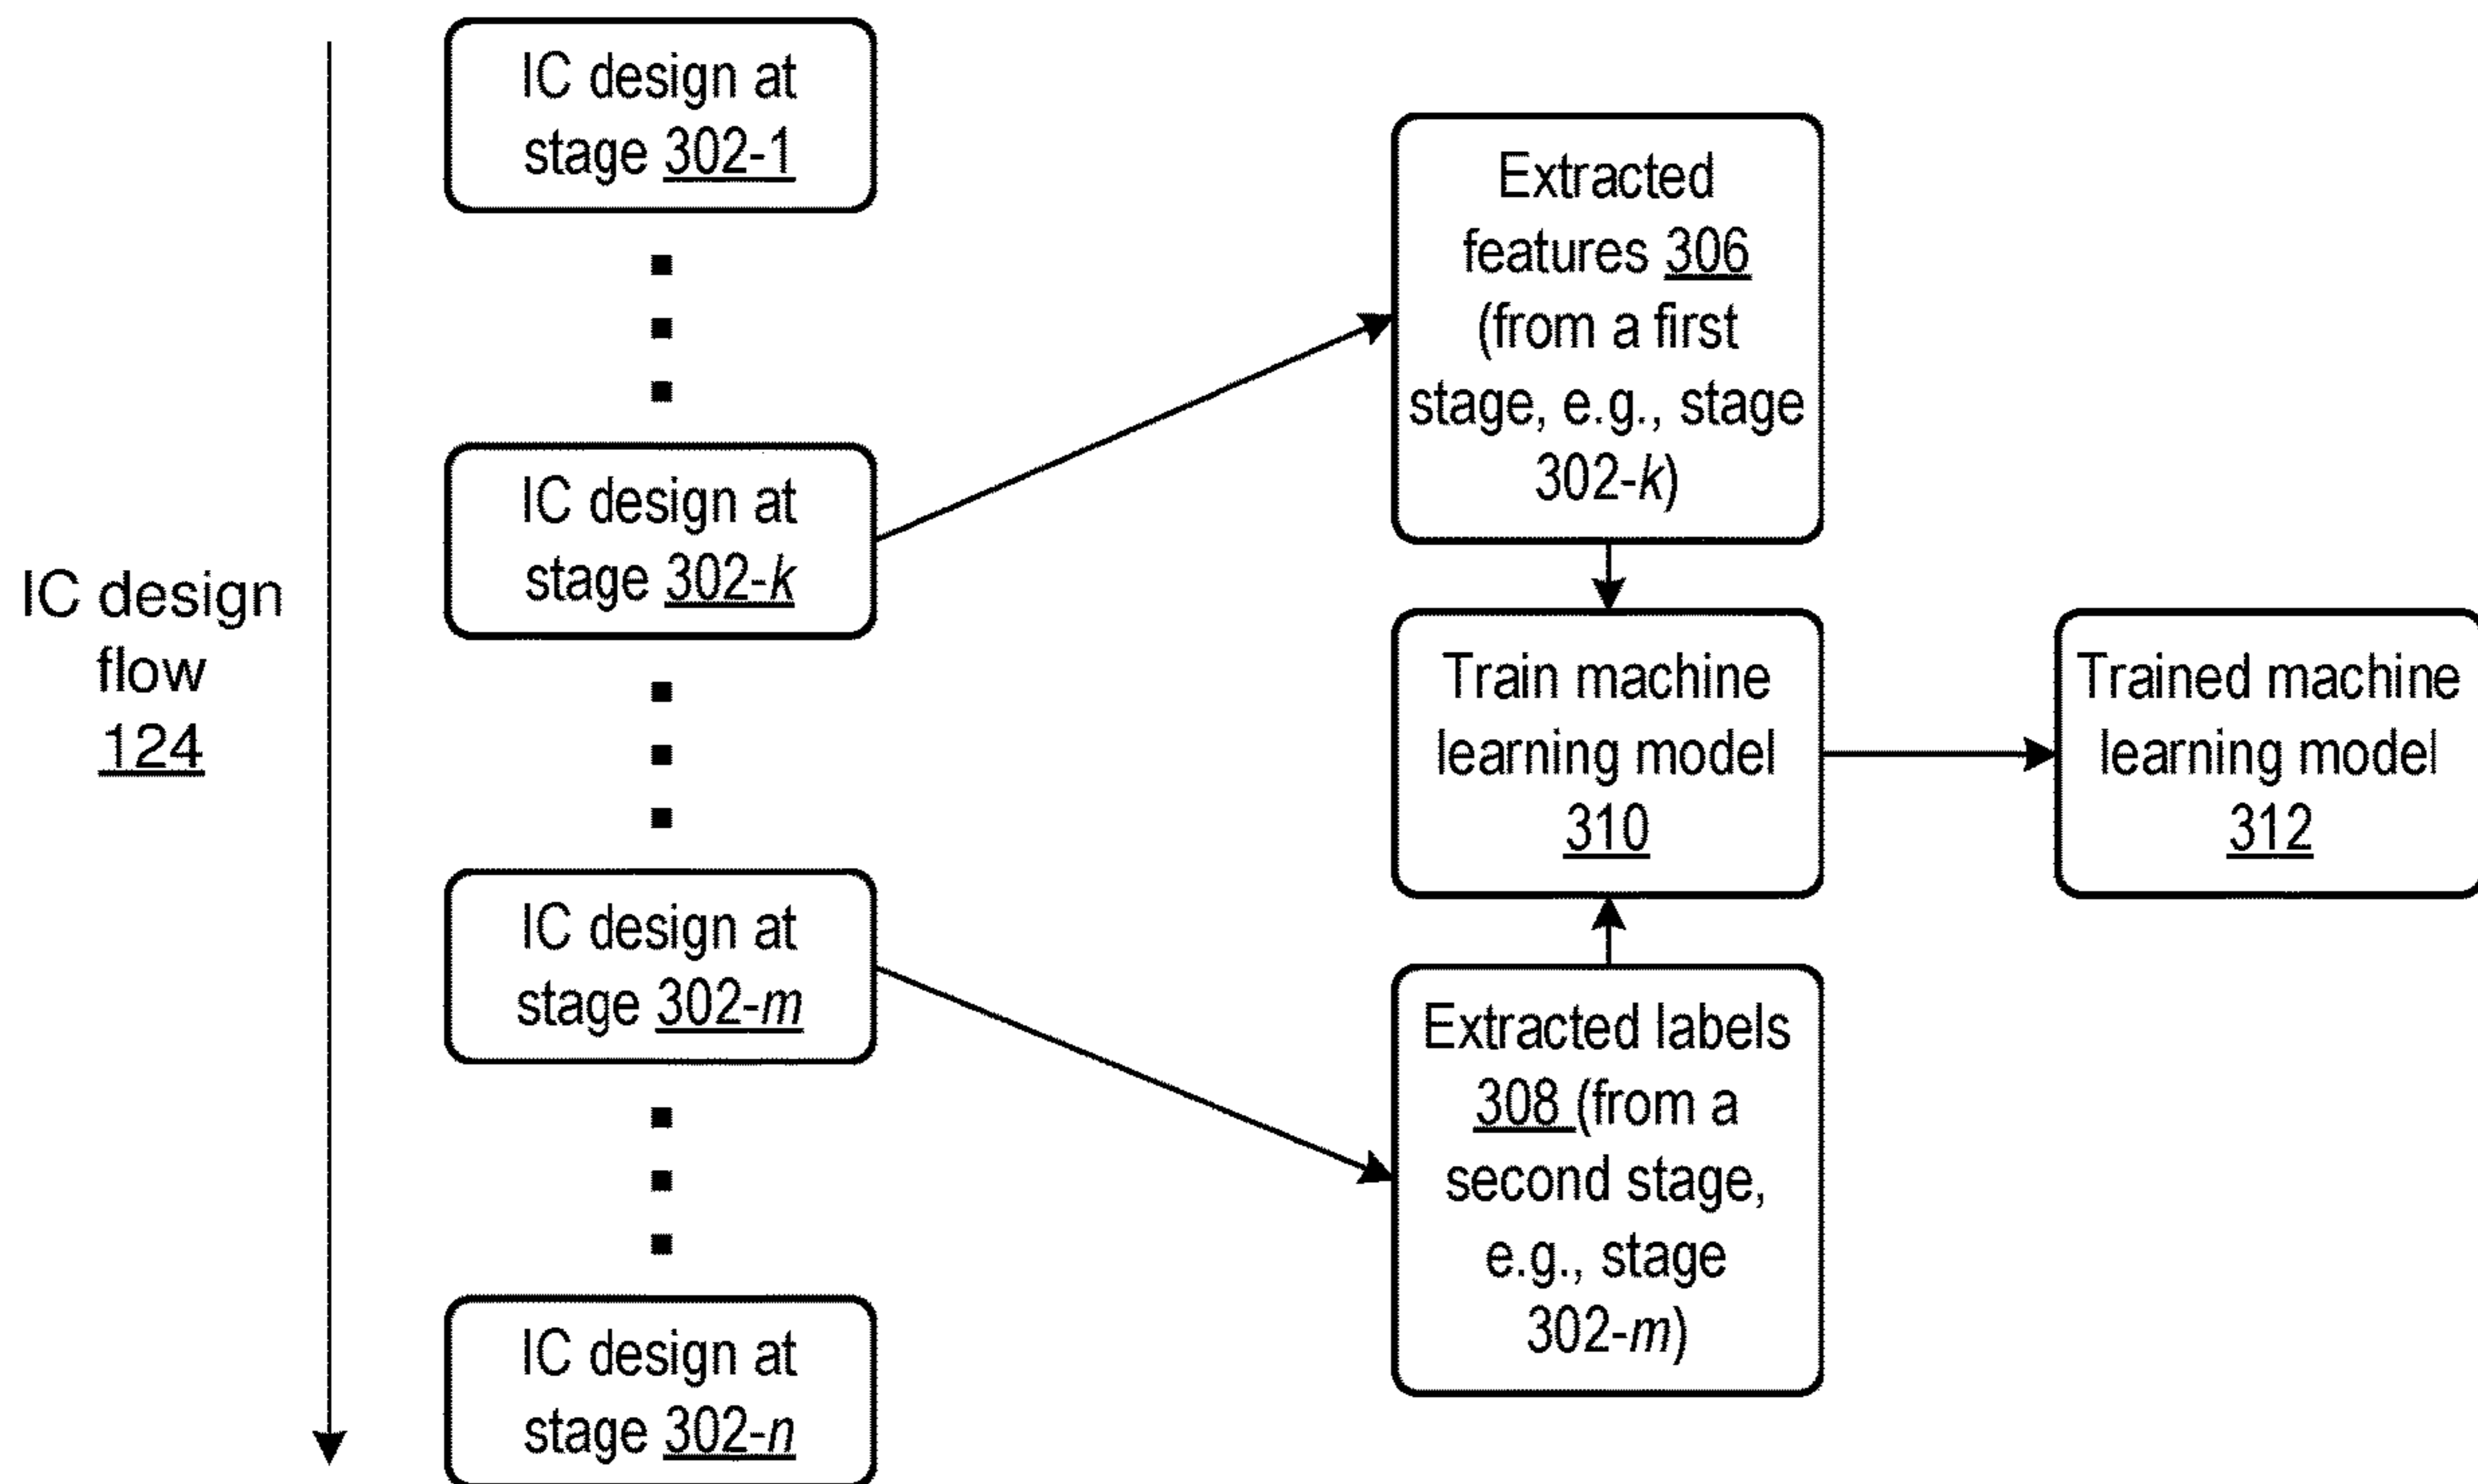 IC design
flow
124
IC design at
stage 302-1
IC design at
stage 302-k
IC design at
stage 302-m
IC design at
stage 302-n
Extracted
features 306
(from a first
stage, e.g., stage
302-k)
Train machine
learning model
310
Extracted labels
308 (from a
second stage,
e.g., stage
302-m)
Trained machine
learning model
312